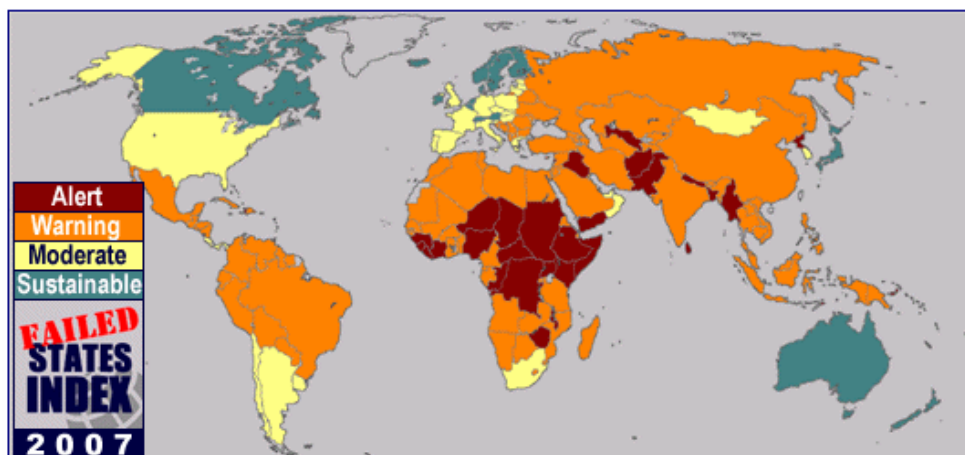 Alert
Warning
Moderate
Sustainable
FAILED
STATES
INDEX
2007